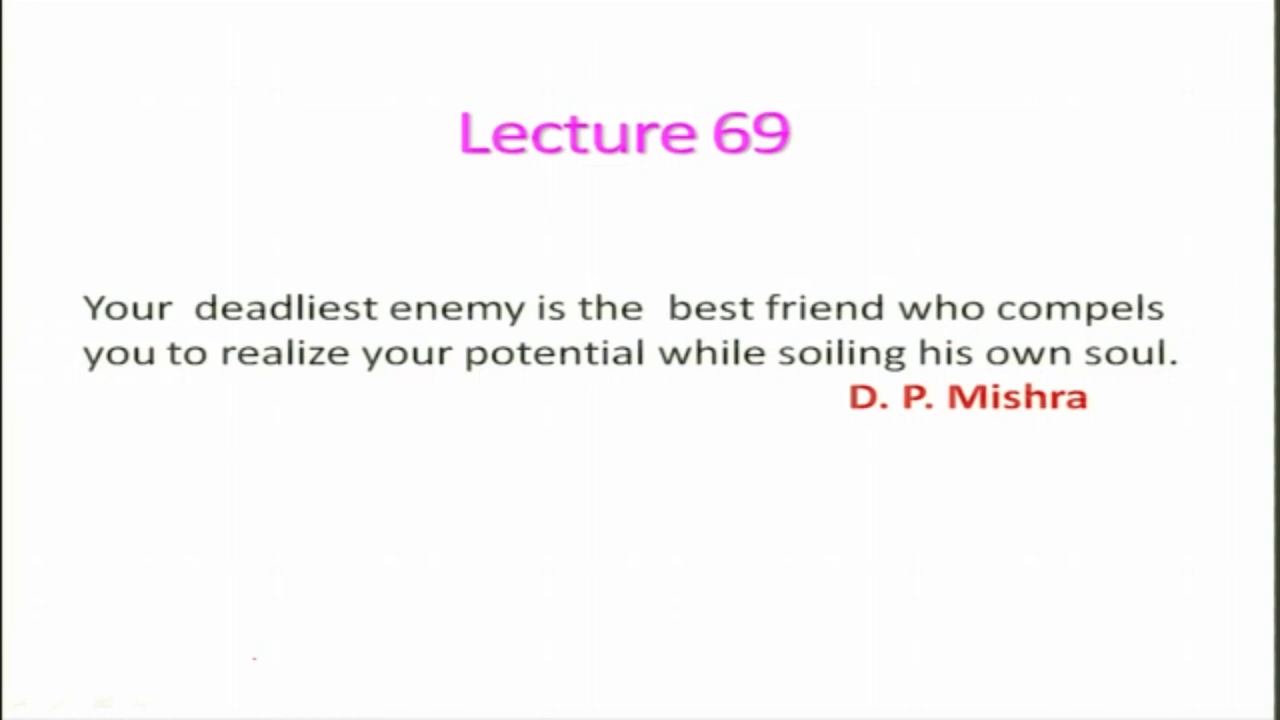 Lecture 69
Your deadliest enemy is the best friend who compels
you to realize your potential while soiling his own soul.
D. P. Mishra